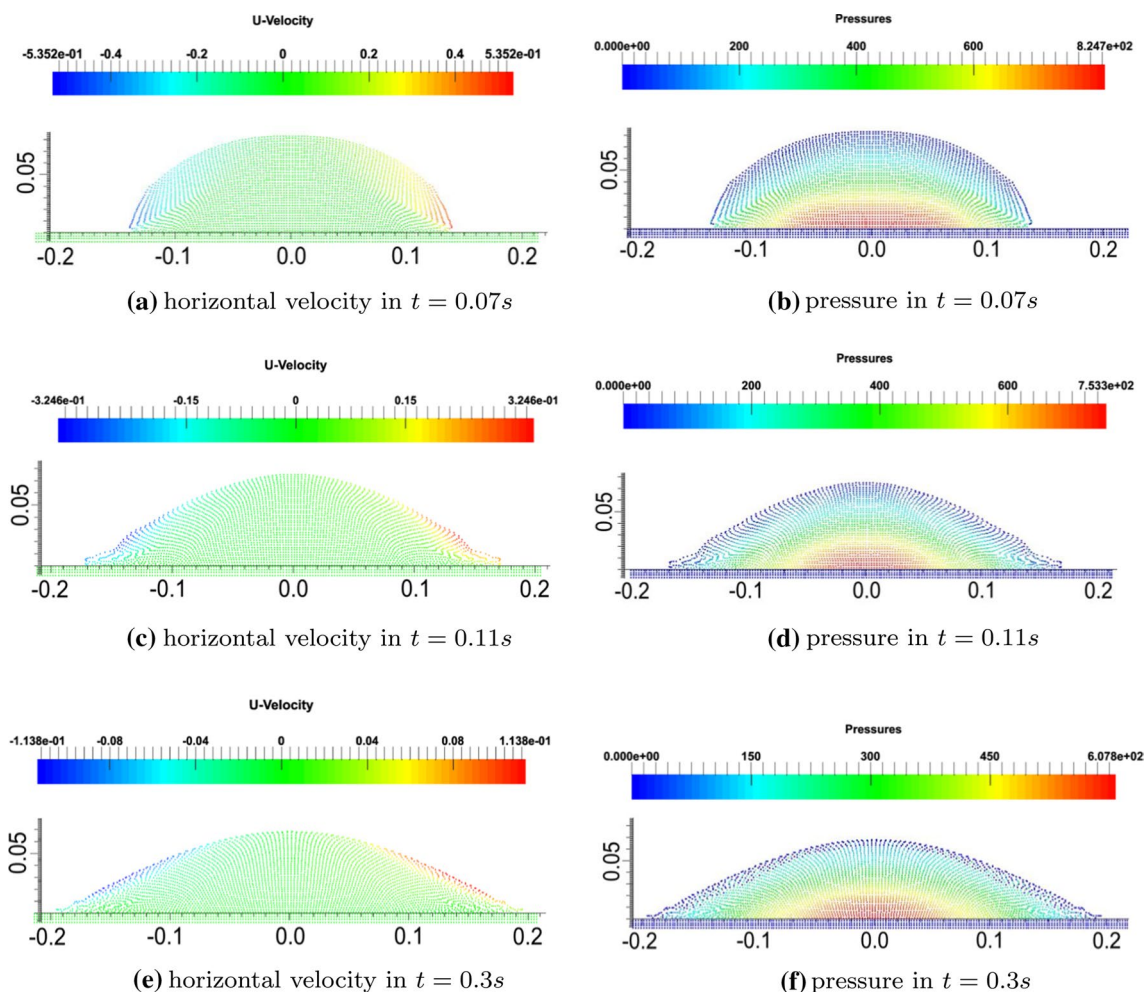 U-Velocity
-5.352e-01 -0.4 -0.2 0 0.2 0.4 5.352e-01
0.05
-0.2 -0.1 0.0 0.1 0.2
(a) horizontal velocity in t = 0.07s
Pressures
0.000e+00 200 400 600 8.247e+02
0.05
-0.2 -0.1 0.0 0.1 0.2
(b) pressure in t = 0.07s
U-Velocity
-3.246e-01 -0.15 0 0.15 3.246e-01
0.05
-0.2 -0.1 0.0 0.1 0.2
(c) horizontal velocity in t = 0.11s
Pressures
0.000e+00 200 400 600 7.533e+02
0.05
-0.2 -0.1 0.0 0.1 0.2
(d) pressure in t = 0.11s
U-Velocity
-1.138e-01 -0.08 -0.04 0 0.04 0.08 1.138e-01
0.05
-0.2 -0.1 0.0 0.1 0.2
(e) horizontal velocity in t = 0.3s
Pressures
0.000e+00 150 300 450 6.078e+02
0.05
-0.2 -0.1 0.0 0.1 0.2
(f) pressure in t = 0.3s